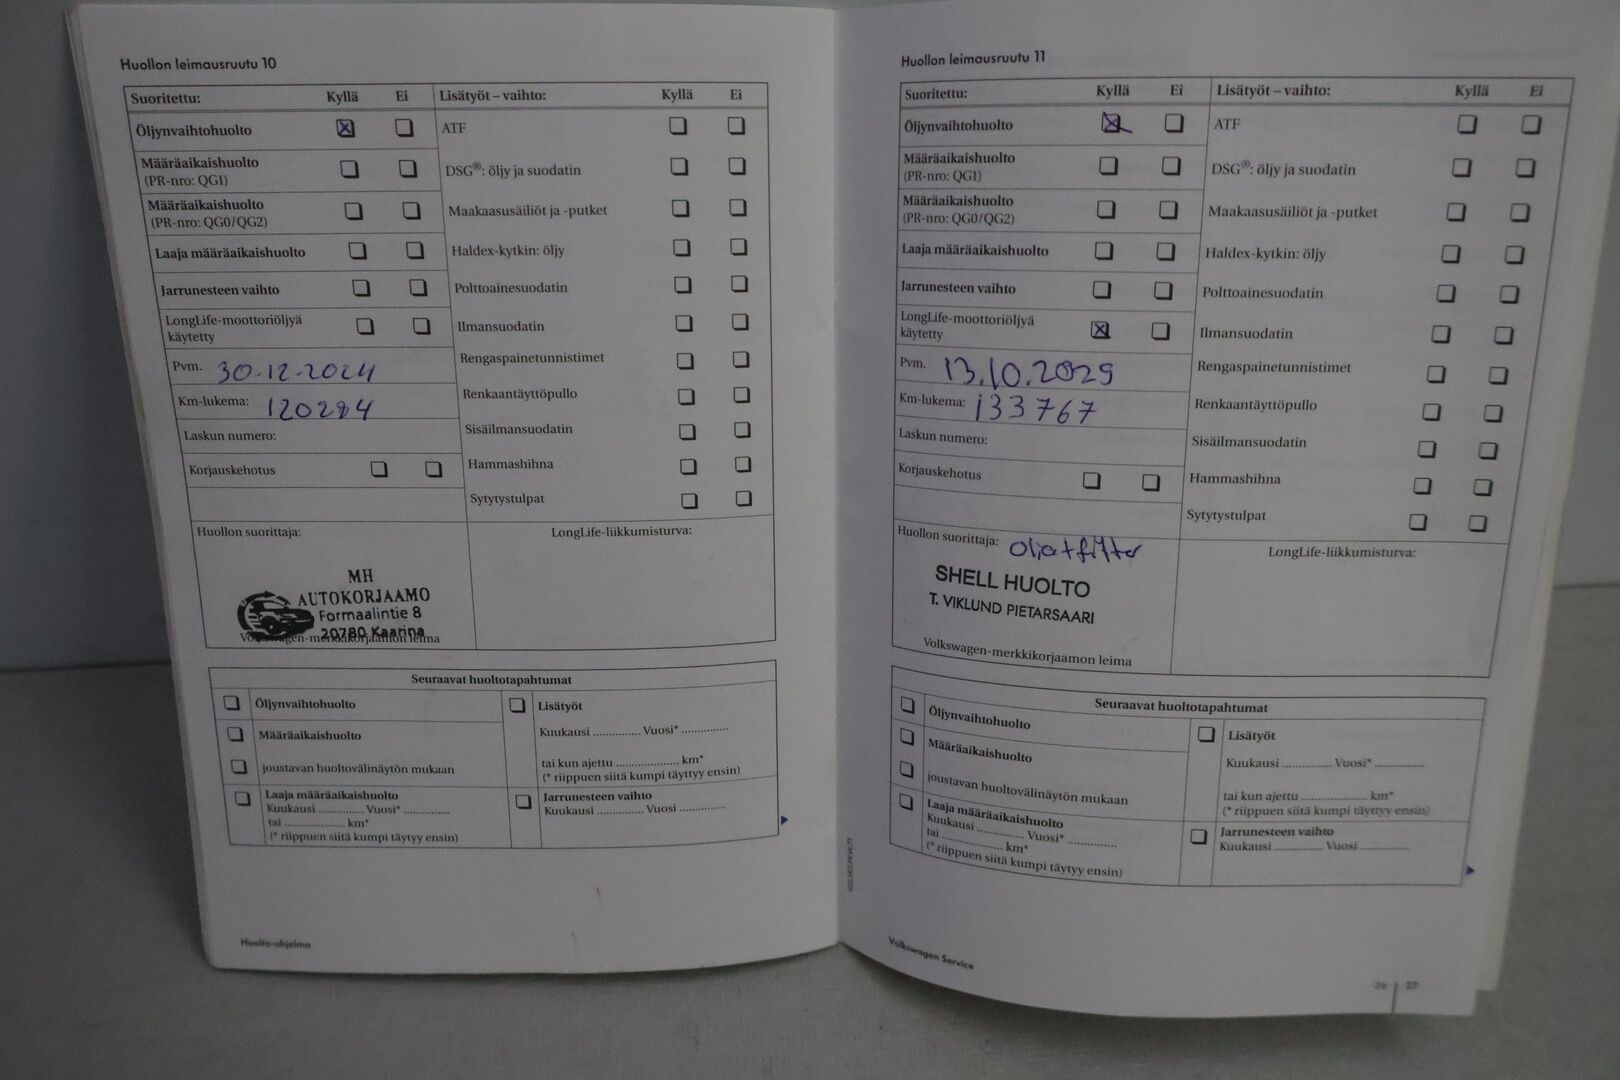 Huollon leimausruutu 10
Suoritettu: Kyllä Ei Lisätyöt – vaihto: Kyllä Ei
Öljynvaihtohuolto ATF
Määräaikaishuolto
(PR-nro: QG1) DSG®: öljy ja suodatin
Määräaikaishuolto
(PR-nro: QG0/QG2) Maakaasusäiliöt ja -putket
Laaja määräaikaishuolto Haldex-kytkin: öljy
Jarrunesteen vaihto Polttoainesuodatin
LongLife-moottoriöljyä
käytetty Ilmansuodatin
Pvm. 30.12.2024 Rengaspainetunnistimet
Km-lukema: 120284 Renkaantäyttöpullo
Laskun numero: Sisäilmansuodatin
Korjauskehotus Hammashihna
Sytytystulpat
Huollon suorittaja: LongLife-liikkumisturva:
MH
AUTOKORJAAMO
Formaalintie 8
20780 Kaarina
Volkswagen-merkkikorjaamon leima
Seuraavat huoltotapahtumat
Öljynvaihtohuolto Lisätyöt
Määräaikaishuolto Kuukausi ............... Vuosi* ...............
joustavan huoltovälinäytön mukaan tai kun ajettu .................... km*
(* riippuen siitä kumpi täyttyy ensin)
Laaja määräaikaishuolto Jarrunesteen vaihto
Kuukausi ............... Vuosi* ............... Kuukausi ............... Vuosi ...............
tai .................... km*
(* riippuen siitä kumpi täytyy ensin)
Huolto-ohjelma
Huollon leimausruutu 11
Suoritettu: Kyllä Ei Lisätyöt – vaihto: Kyllä Ei
Öljynvaihtohuolto ATF
Määräaikaishuolto
(PR-nro: QG1) DSG®: öljy ja suodatin
Määräaikaishuolto
(PR-nro: QG0/QG2) Maakaasusäiliöt ja -putket
Laaja määräaikaishuolto Haldex-kytkin: öljy
Jarrunesteen vaihto Polttoainesuodatin
LongLife-moottoriöljyä
käytetty Ilmansuodatin
Pvm. 13.10.2025 Rengaspainetunnistimet
Km-lukema: 133767 Renkaantäyttöpullo
Laskun numero: Sisäilmansuodatin
Korjauskehotus Hammashihna
Sytytystulpat
Huollon suorittaja: olja+filter LongLife-liikkumisturva:
SHELL HUOLTO
T. VIKLUND PIETARSAARI
Volkswagen-merkkikorjaamon leima
Seuraavat huoltotapahtumat
Öljynvaihtohuolto Lisätyöt
Määräaikaishuolto Kuukausi ............... Vuosi* ...............
joustavan huoltovälinäytön mukaan tai kun ajettu .................... km*
(* riippuen siitä kumpi täyttyy ensin)
Laaja määräaikaishuolto Jarrunesteen vaihto
Kuukausi ............... Vuosi* ............... Kuukausi ............... Vuosi ...............
tai .................... km*
(* riippuen siitä kumpi täytyy ensin)
Volkswagen Service
26 27